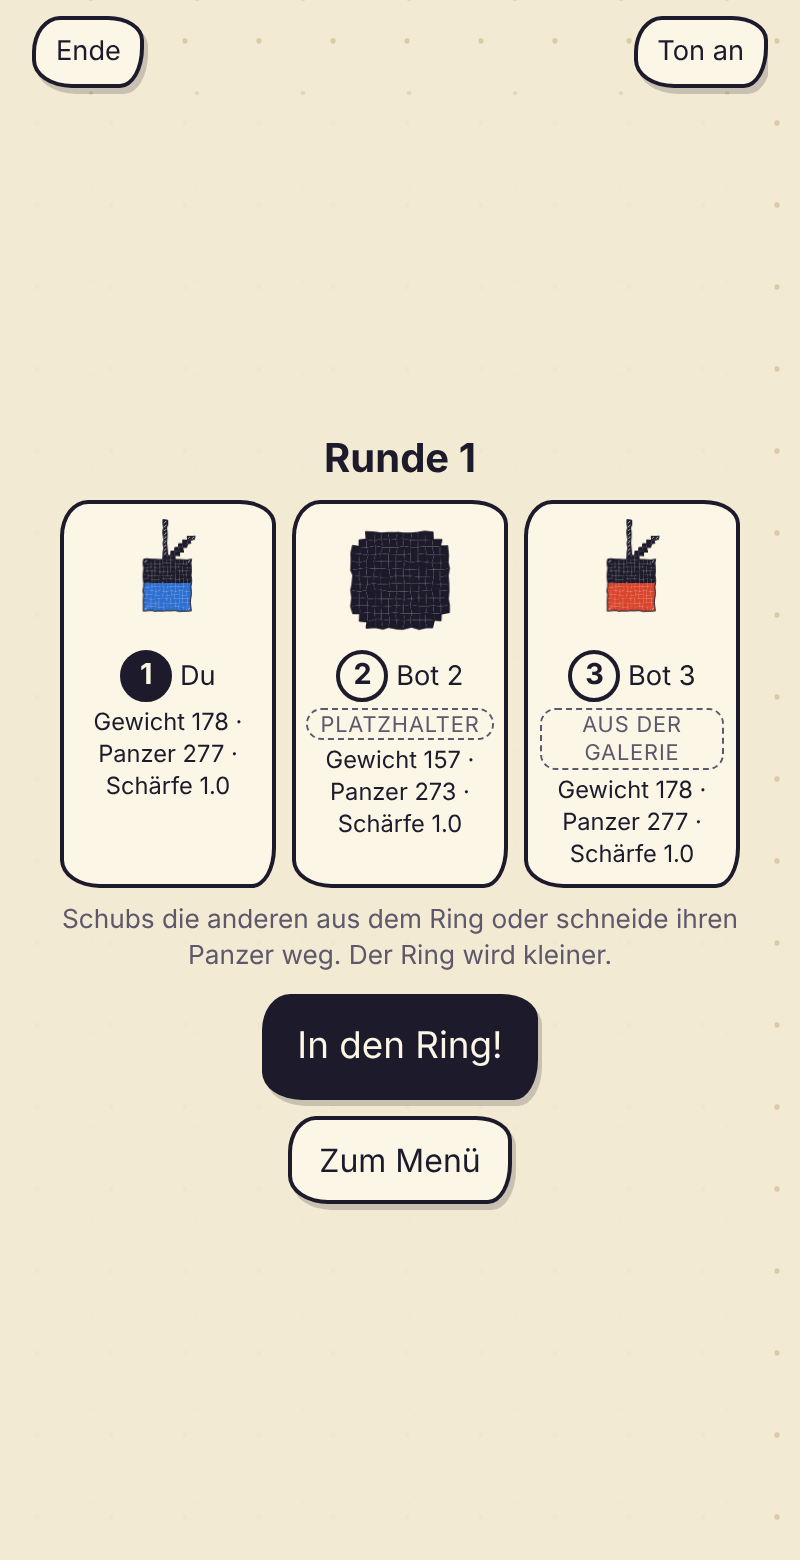 Ende
Ton an
Runde 1
1 Du
Gewicht 178 ·
Panzer 277 ·
Schärfe 1.0
2 Bot 2
PLATZHALTER
Gewicht 157 ·
Panzer 273 ·
Schärfe 1.0
3 Bot 3
AUS DER
GALERIE
Gewicht 178 ·
Panzer 277 ·
Schärfe 1.0
Schubs die anderen aus dem Ring oder schneide ihren
Panzer weg. Der Ring wird kleiner.
In den Ring!
Zum Menü